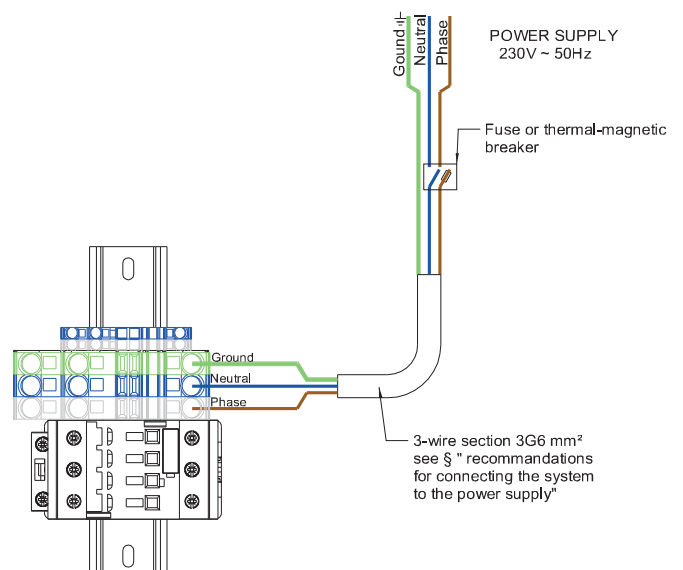 Gound
Neutral
Phase
POWER SUPPLY
230V ~ 50Hz
Fuse or thermal-magnetic
breaker
Ground
Neutral
Phase
3-wire section 3G6 mm²
see § " recommandations
for connecting the system
to the power supply"